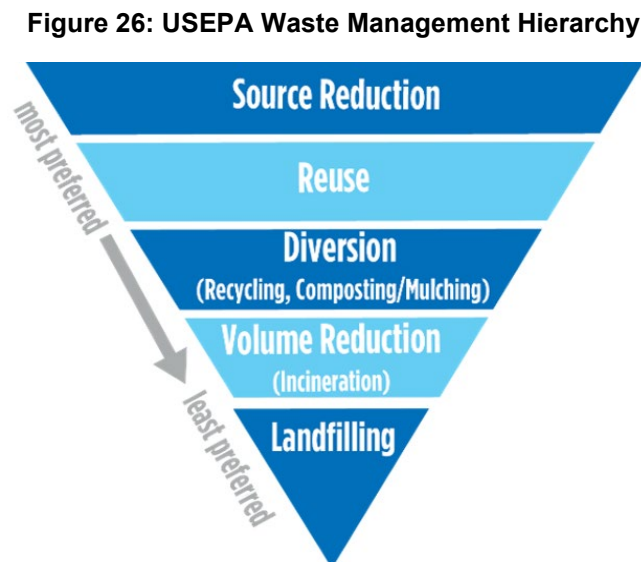 Figure 26: USEPA Waste Management Hierarchy
Source Reduction
most preferred
Reuse
Diversion
(Recycling, Composting/Mulching)
Volume Reduction
(Incineration)
least preferred
Landfilling